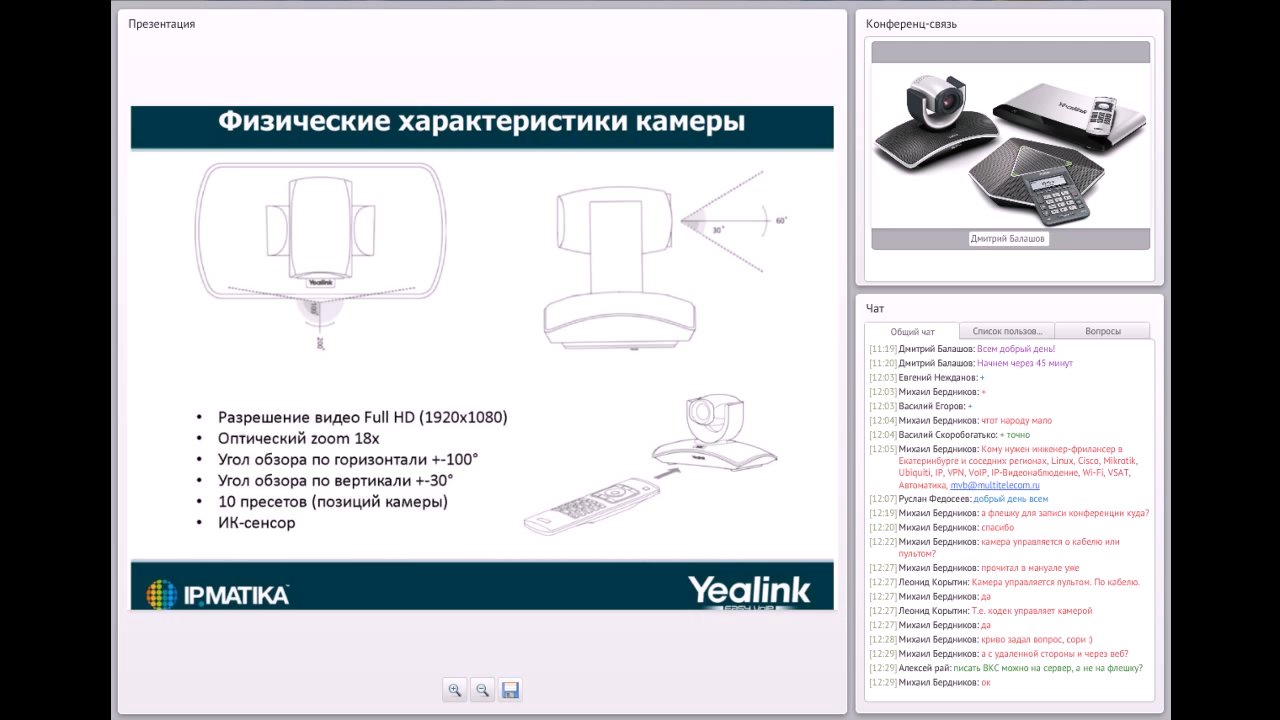 Презентация
Физические характеристики камеры
Yealink
100°
200°
30°
60°
• Разрешение видео Full HD (1920x1080)
• Оптический zoom 18x
• Угол обзора по горизонтали +-100°
• Угол обзора по вертикали +-30°
• 10 пресетов (позиций камеры)
• ИК-сенсор
IPMATIKA
Yealink
EASY VOIP
Конференц-связь
Yealink
Дмитрий Балашов
Чат
Общий чат
Список пользов...
Вопросы
[11:19] Дмитрий Балашов: Всем добрый день!
[11:20] Дмитрий Балашов: Начнем через 45 минут
[12:03] Евгений Нежданов: +
[12:03] Михаил Бердников: +
[12:03] Василий Егоров: +
[12:04] Михаил Бердников: чтот народу мало
[12:04] Василий Скоробогатько: + точно
[12:05] Михаил Бердников: Кому нужен инженер-фрилансер в
Екатеринбурге и соседних регионах, Linux, Cisco, Mikrotik,
Ubiquiti, IP, VPN, VoIP, IP-Видеонаблюдение, Wi-Fi, VSAT,
Автоматика, mvb@multitelecom.ru
[12:07] Руслан Федосеев: добрый день всем
[12:19] Михаил Бердников: а флешку для записи конференции куда?
[12:20] Михаил Бердников: спасибо
[12:22] Михаил Бердников: камера управляется о кабелю или
пультом?
[12:27] Михаил Бердников: прочитал в мануале уже
[12:27] Леонид Корытин: Камера управляется пультом. По кабелю.
[12:27] Михаил Бердников: да
[12:27] Леонид Корытин: Т.е. кодек управляет камерой
[12:27] Михаил Бердников: да
[12:28] Михаил Бердников: криво задал вопрос, сори :)
[12:29] Михаил Бердников: а с удаленной стороны и через веб?
[12:29] Алексей рай: писать ВКС можно на сервер, а не на флешку?
[12:29] Михаил Бердников: ок